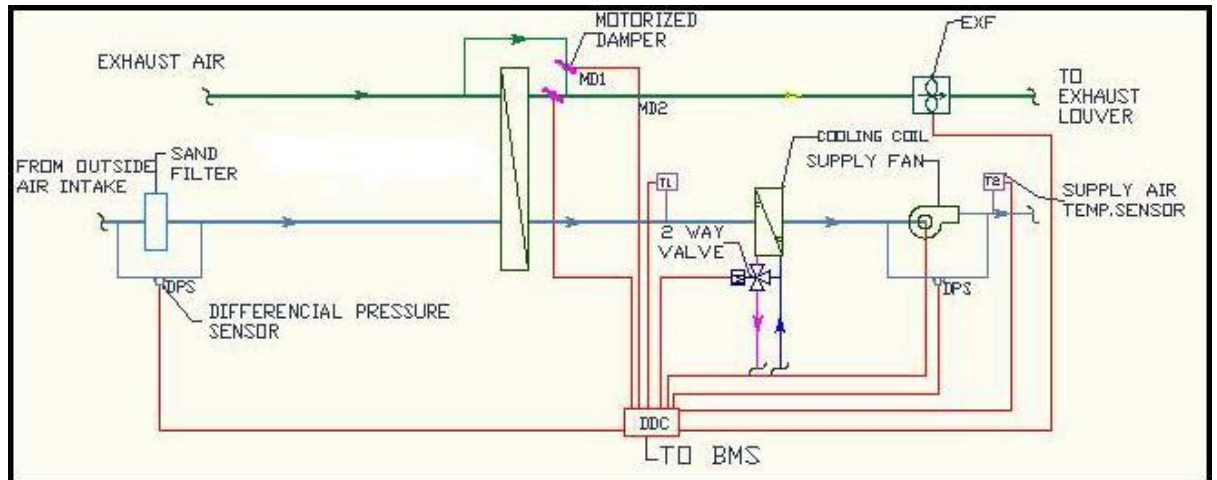 MOTORIZED
DAMPER
EXF
EXHAUST AIR
MD1
MD2
TO
EXHAUST
LOUVER
COOLING COIL
SUPPLY FAN
FROM OUTSIDE
AIR INTAKE
SAND
FILTER
T1
T2
SUPPLY AIR
TEMP.SENSOR
2 WAY
VALVE
M
DPS
DPS
DIFFERENCIAL PRESSURE
SENSOR
DDC
TO BMS